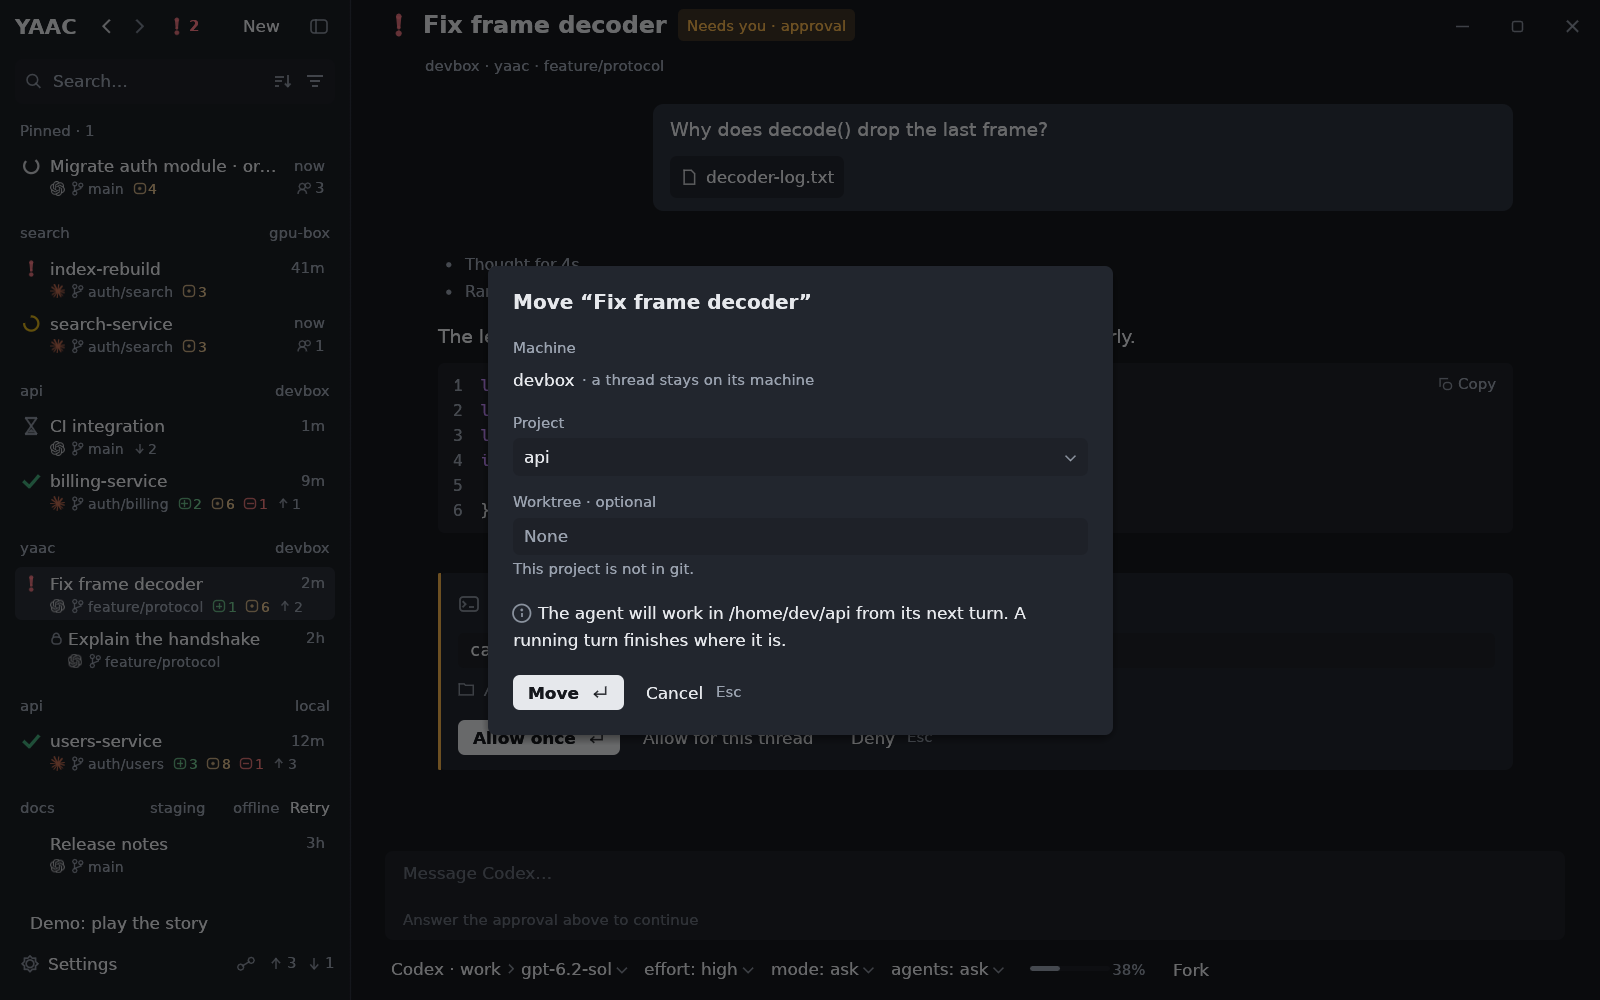 YAAC 2 New
Search...
Pinned · 1
Migrate auth module · or... now
main 4 3
search gpu-box
index-rebuild 41m
auth/search 3
search-service now
auth/search 3 1
api devbox
CI integration 1m
main 2
billing-service 9m
auth/billing 2 6 1 1
yaac devbox
Fix frame decoder 2m
feature/protocol 1 6 2
Explain the handshake 2h
feature/protocol
api local
users-service 12m
auth/users 3 8 1 3
docs staging offline Retry
Release notes 3h
main
Demo: play the story
Settings 3 1
Fix frame decoder Needs you · approval
devbox · yaac · feature/protocol
Why does decode() drop the last frame?
decoder-log.txt
Thought for 4s
The
Copy
1
2
3
4
5
6 }
Move “Fix frame decoder”
Machine
devbox · a thread stays on its machine
Project
api
Worktree · optional
None
This project is not in git.
The agent will work in /home/dev/api from its next turn. A
running turn finishes where it is.
Move Cancel Esc
Allow once Allow for this thread Deny Esc
Message Codex...
Answer the approval above to continue
Codex · work > gpt-6.2-sol effort: high mode: ask agents: ask 38% Fork